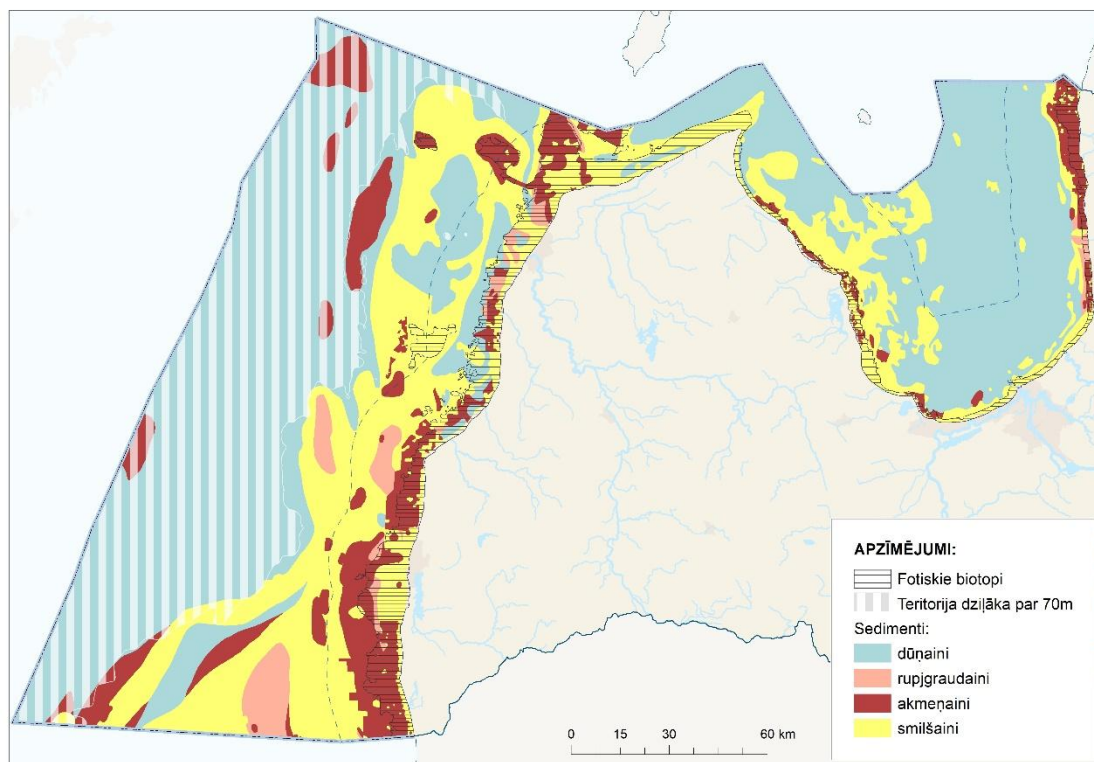 0 15 30 60 km
APZĪMĒJUMI:
Fotiskie biotopi
Teritorija dziļāka par 70m
Sedimenti:
dūņaini
rupjgraudaini
akmeņaini
smilšaini